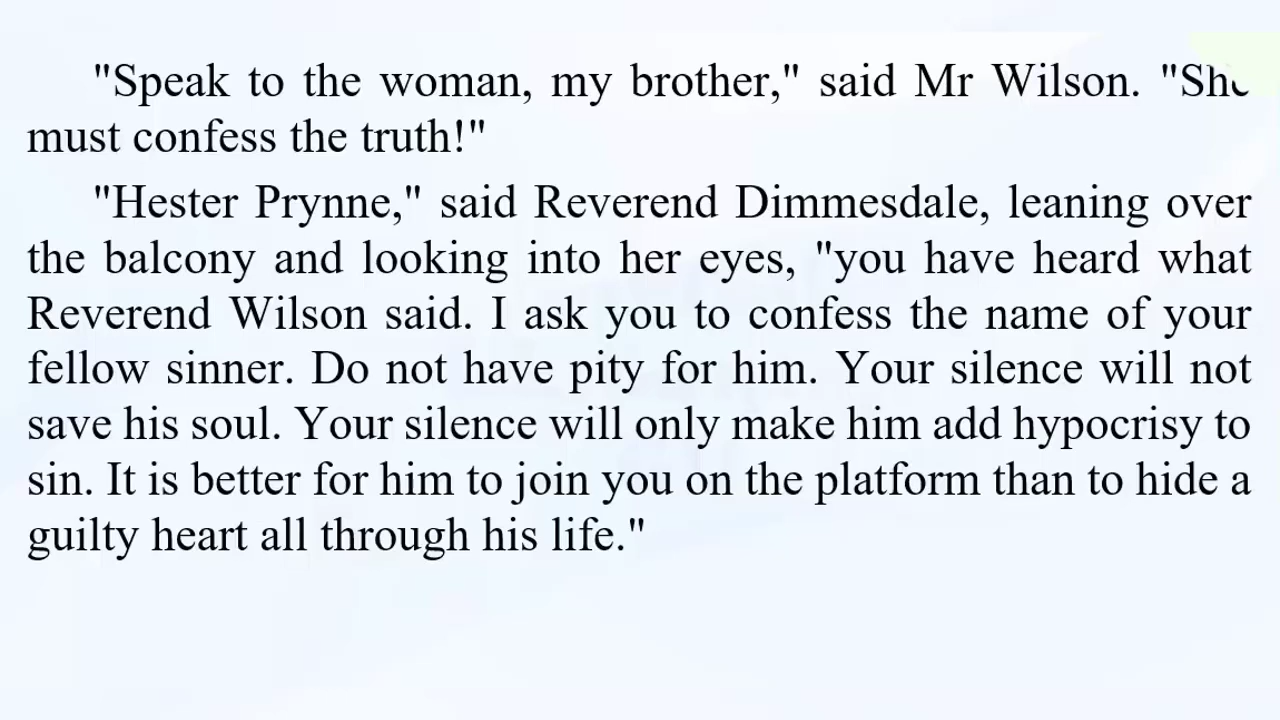 "Speak to the woman, my brother," said Mr Wilson. "She
must confess the truth!"
"Hester Prynne," said Reverend Dimmesdale, leaning over
the balcony and looking into her eyes, "you have heard what
Reverend Wilson said. I ask you to confess the name of your
fellow sinner. Do not have pity for him. Your silence will not
save his soul. Your silence will only make him add hypocrisy to
sin. It is better for him to join you on the platform than to hide a
guilty heart all through his life."